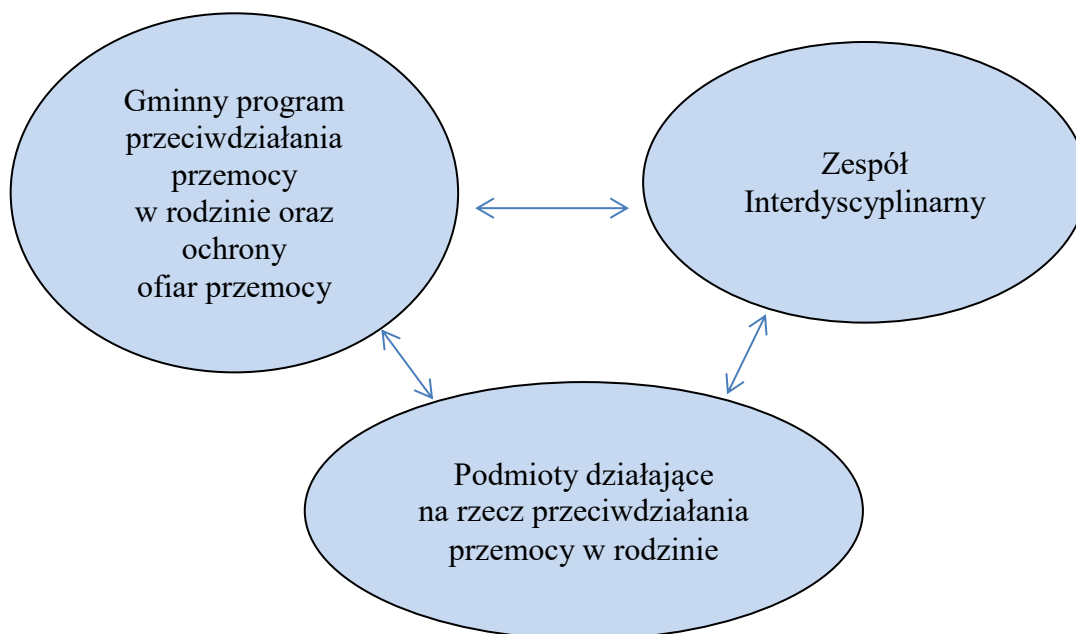 Gminny program
przeciwdziałania
przemocy
w rodzinie oraz
ochrony
ofiar przemocy
Zespół
Interdyscyplinarny
Podmioty działające
na rzecz przeciwdziałania
przemocy w rodzinie